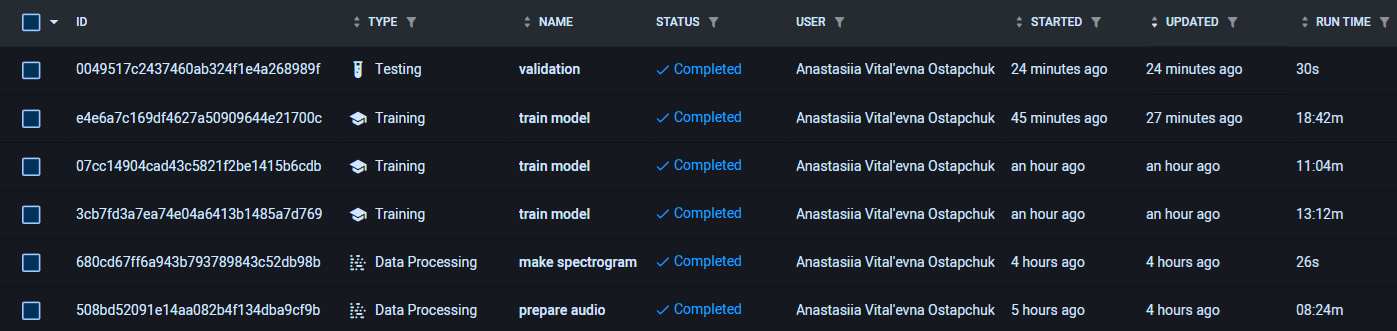 ID TYPE NAME STATUS USER STARTED UPDATED RUN TIME
0049517c2437460ab324f1e4a268989f Testing validation Completed Anastasiia Vital'evna Ostapchuk 24 minutes ago 24 minutes ago 30s
e4e6a7c169df4627a50909644e21700c Training train model Completed Anastasiia Vital'evna Ostapchuk 45 minutes ago 27 minutes ago 18:42m
07cc14904cad43c5821f2be1415b6cdb Training train model Completed Anastasiia Vital'evna Ostapchuk an hour ago an hour ago 11:04m
3cb7fd3a7ea74e04a6413b1485a7d769 Training train model Completed Anastasiia Vital'evna Ostapchuk an hour ago an hour ago 13:12m
680cd67ff6a943b793789843c52db98b Data Processing make spectrogram Completed Anastasiia Vital'evna Ostapchuk 4 hours ago 4 hours ago 26s
508bd52091e14aa082b4f134dba9cf9b Data Processing prepare audio Completed Anastasiia Vital'evna Ostapchuk 5 hours ago 4 hours ago 08:24m